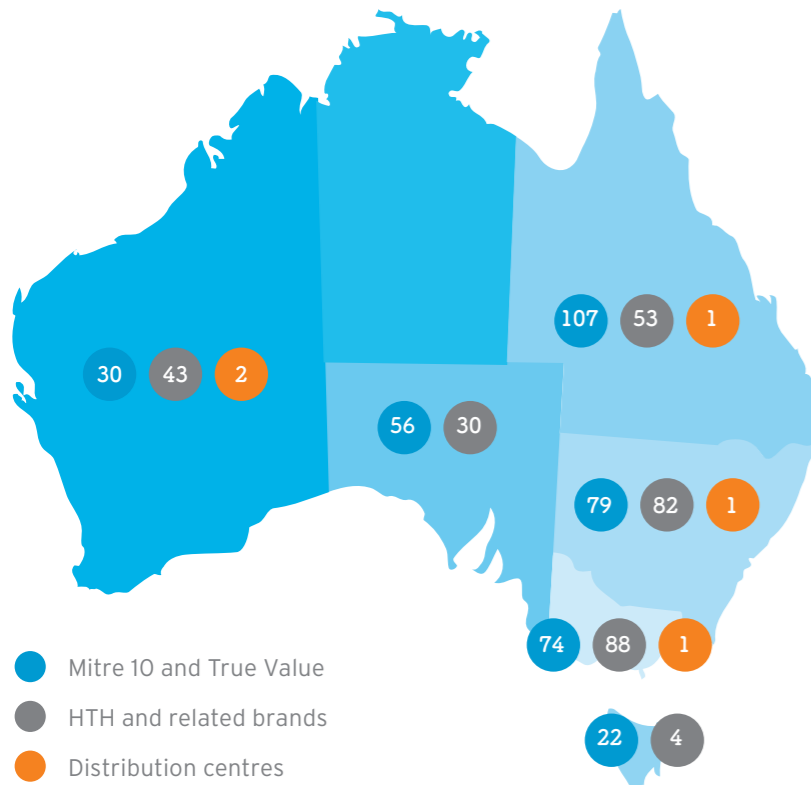 107 53 1
30 43 2
56 30
79 82 1
74 88 1
Mitre 10 and True Value
HTH and related brands
22 4
Distribution centres